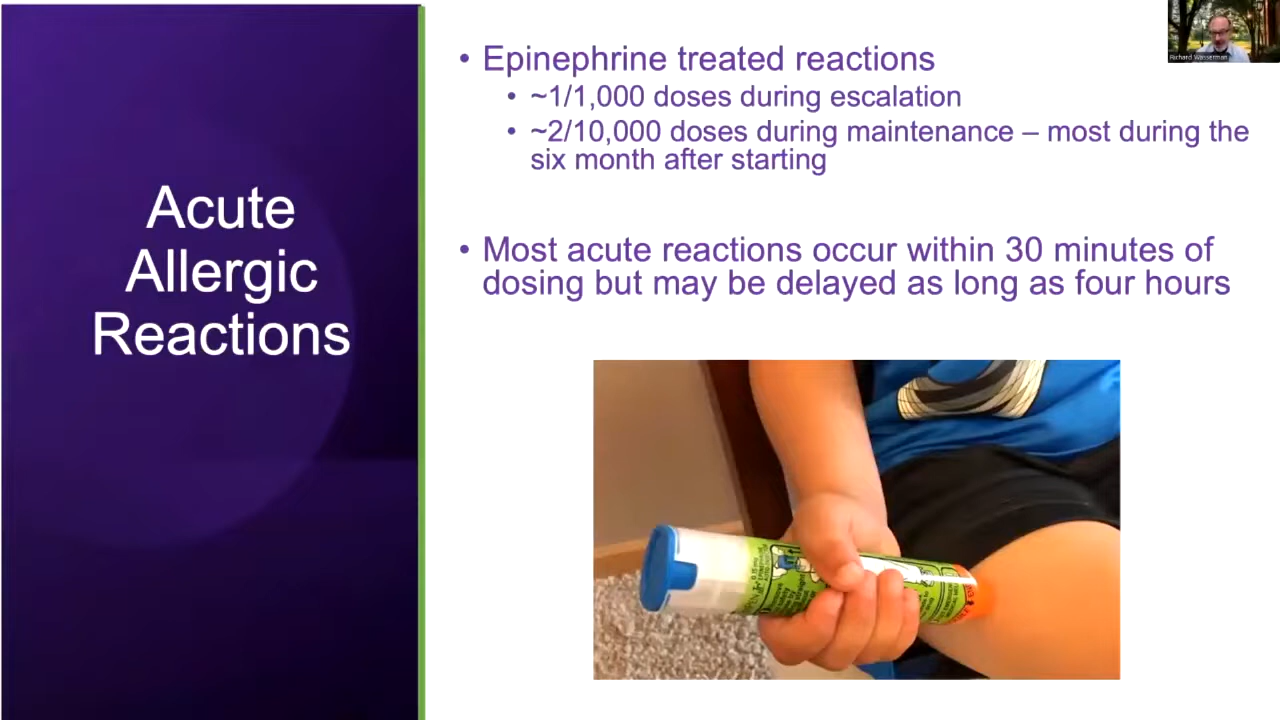 Acute
Allergic
Reactions
• Epinephrine treated reactions
• ~1/1,000 doses during escalation
• ~2/10,000 doses during maintenance – most during the
six month after starting
• Most acute reactions occur within 30 minutes of
dosing but may be delayed as long as four hours
Richard Wasserman